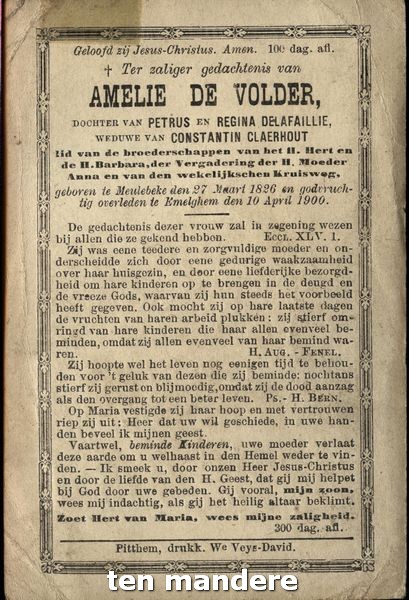 Geloofd zij Jesus-Christus. Amen. 100 dag. afl.
† Ter zaliger gedachtenis van
AMELIE DE VOLDER,
DOCHTER VAN PETRUS EN REGINA DELAFAILLIE,
WEDUWE VAN CONSTANTIN CLAERHOUT
lid van de broederschappen van het H. Hert en
de H. Barbara, der Vergadering der H. Moeder
Anna en van den wekelijkschen Kruisweg,
geboren te Meulebeke den 27 Maart 1826 en godvruch-
tig overleden te Emelghem den 10 April 1900.
De gedachtenis dezer vrouw zal in zegening wezen
bij allen die ze gekend hebben. ECCL. XLV. 1.
Zij was eene teedere en zorgvuldige moeder en on-
derscheidde zich door eene gedurige waakzaamheid
over haar huisgezin, en door eene liefderijke bezorgd-
heid om hare kinderen op te brengen in de deugd en
de vreeze Gods, waarvan zij hun steeds het voorbeeld
heeft gegeven. Ook mocht zij op hare laatste dagen
de vruchten van haren arbeid plukken; zij stierf om-
ringd van hare kinderen die haar allen evenveel be-
minden, omdat zij allen evenveel van haar bemind wa-
ren. H. AUG. - FENEL.
Zij hoopte wel het leven nog eenigen tijd te behou-
den voor 't geluk van dezen die zij beminde; nochtans
stierf zij gerust en blijmoedig, omdat zij de dood aanzag
als den overgang tot een beter leven. PS. - H. BERN.
Op Maria vestigde zij haar hoop en met vertrouwen
riep zij uit: Heer dat uw wil geschiede, in uwe han-
den beveel ik mijnen geest.
Vaartwel, beminde Kinderen, uwe moeder verlaat
deze aarde om u welhaast in den Hemel weder te vin-
den. — Ik smeek u, door onzen Heer Jesus-Christus
en door de liefde van den H. Geest, dat gij mij helpet
bij God door uwe gebeden. Gij vooral, mijn zoon,
wees mij indachtig, als gij het heilig altaar beklimt.
Zoet Hert van Maria, wees mijne zaligheid.
300 dag. afl.
Pitthem, drukk. We Veys-David.
ten mandere